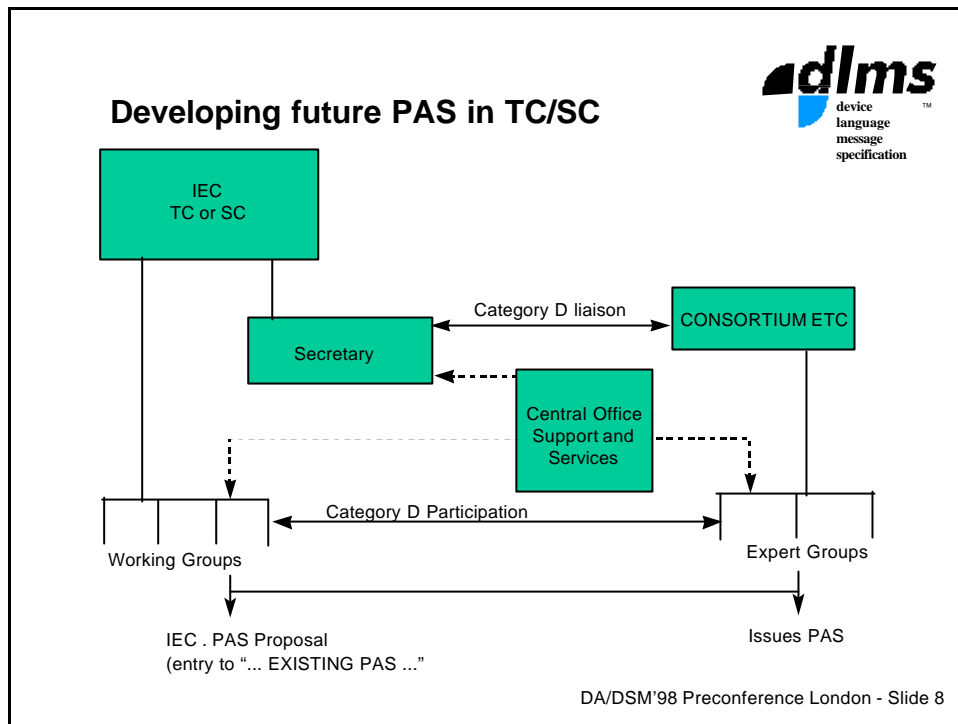 dlms
TM
device
language
message
specification
Developing future PAS in TC/SC
IEC
TC or SC
Category D liaison
CONSORTIUM ETC
Secretary
Central Office
Support and
Services
Category D Participation
Working Groups
Expert Groups
IEC . PAS Proposal
(entry to “... EXISTING PAS ...”
Issues PAS
DA/DSM’98 Preconference London - Slide 8